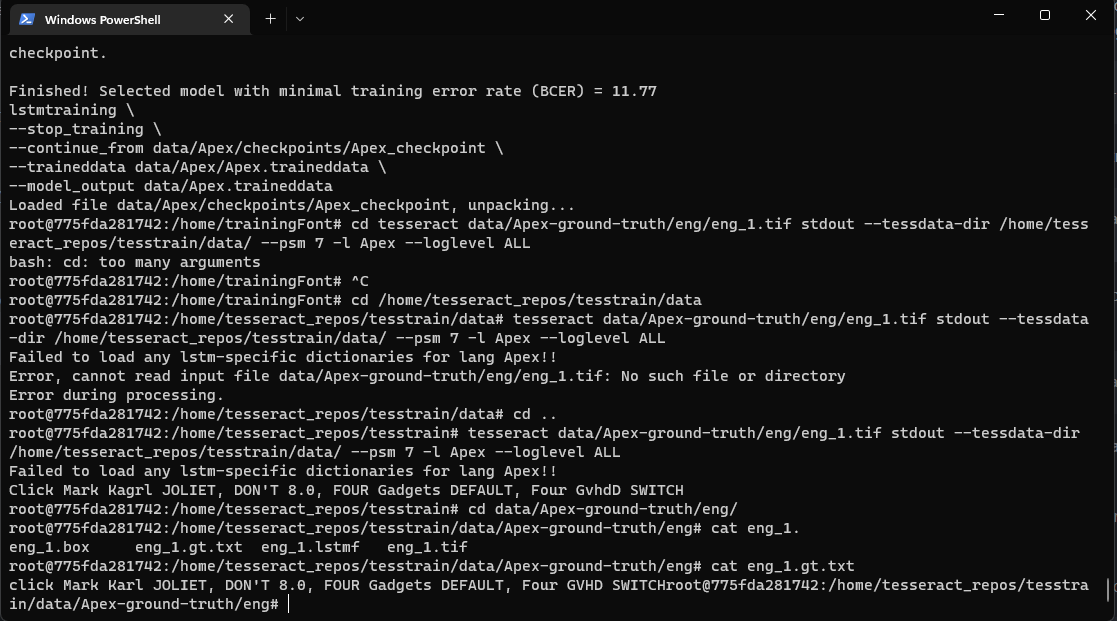 Windows PowerShell
checkpoint.
Finished! Selected model with minimal training error rate (BCER) = 11.77
lstmtraining \
--stop_training \
--continue_from data/Apex/checkpoints/Apex_checkpoint \
--traineddata data/Apex/Apex.traineddata \
--model_output data/Apex.traineddata
Loaded file data/Apex/checkpoints/Apex_checkpoint, unpacking...
root@775fda281742:/home/trainingFont# cd tesseract data/Apex-ground-truth/eng/eng_1.tif stdout --tessdata-dir /home/tess
eract_repos/tesstrain/data/ --psm 7 -l Apex --loglevel ALL
bash: cd: too many arguments
root@775fda281742:/home/trainingFont# ^C
root@775fda281742:/home/trainingFont# cd /home/tesseract_repos/tesstrain/data
root@775fda281742:/home/tesseract_repos/tesstrain/data# tesseract data/Apex-ground-truth/eng/eng_1.tif stdout --tessdata
-dir /home/tesseract_repos/tesstrain/data/ --psm 7 -l Apex --loglevel ALL
Failed to load any lstm-specific dictionaries for lang Apex!!
Error, cannot read input file data/Apex-ground-truth/eng/eng_1.tif: No such file or directory
Error during processing.
root@775fda281742:/home/tesseract_repos/tesstrain/data# cd ..
root@775fda281742:/home/tesseract_repos/tesstrain# tesseract data/Apex-ground-truth/eng/eng_1.tif stdout --tessdata-dir
/home/tesseract_repos/tesstrain/data/ --psm 7 -l Apex --loglevel ALL
Failed to load any lstm-specific dictionaries for lang Apex!!
Click Mark Kagrl JOLIET, DON'T 8.0, FOUR Gadgets DEFAULT, Four GvhdD SWITCH
root@775fda281742:/home/tesseract_repos/tesstrain# cd data/Apex-ground-truth/eng/
root@775fda281742:/home/tesseract_repos/tesstrain/data/Apex-ground-truth/eng# cat eng_1.
eng_1.box     eng_1.gt.txt  eng_1.lstmf   eng_1.tif
root@775fda281742:/home/tesseract_repos/tesstrain/data/Apex-ground-truth/eng# cat eng_1.gt.txt
click Mark Karl JOLIET, DON'T 8.0, FOUR Gadgets DEFAULT, Four GVHD SWITCHroot@775fda281742:/home/tesseract_repos/tesstra
in/data/Apex-ground-truth/eng#